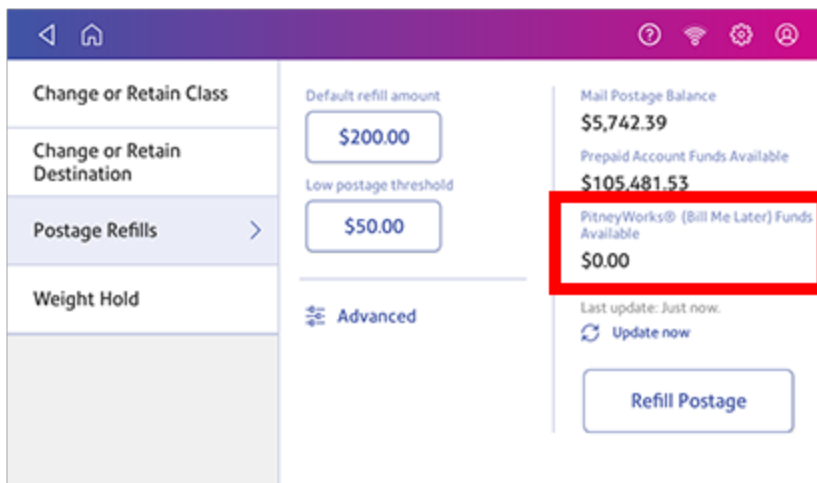 Change or Retain Class
Change or Retain
Destination
Postage Refills
Weight Hold
Default refill amount
$200.00
Low postage threshold
$50.00
Advanced
Mail Postage Balance
$5,742.39
Prepaid Account Funds Available
$105,481.53
PitneyWorks® (Bill Me Later) Funds
Available
$0.00
Last update: Just now.
Update now
Refill Postage